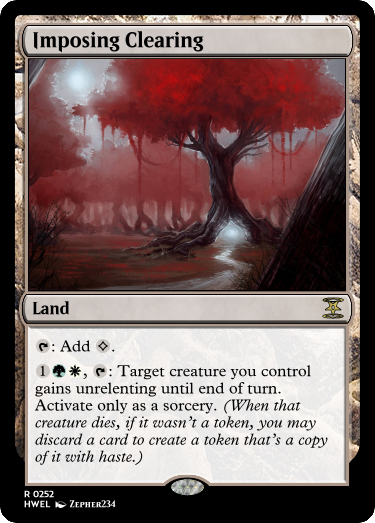 Imposing Clearing
Land
: Add .
1, : Target creature you control
gains unrelenting until end of turn.
Activate only as a sorcery. (When that
creature dies, if it wasn't a token, you may
discard a card to create a token that's a copy
of it with haste.)
R 0252
HWEL Zepher234